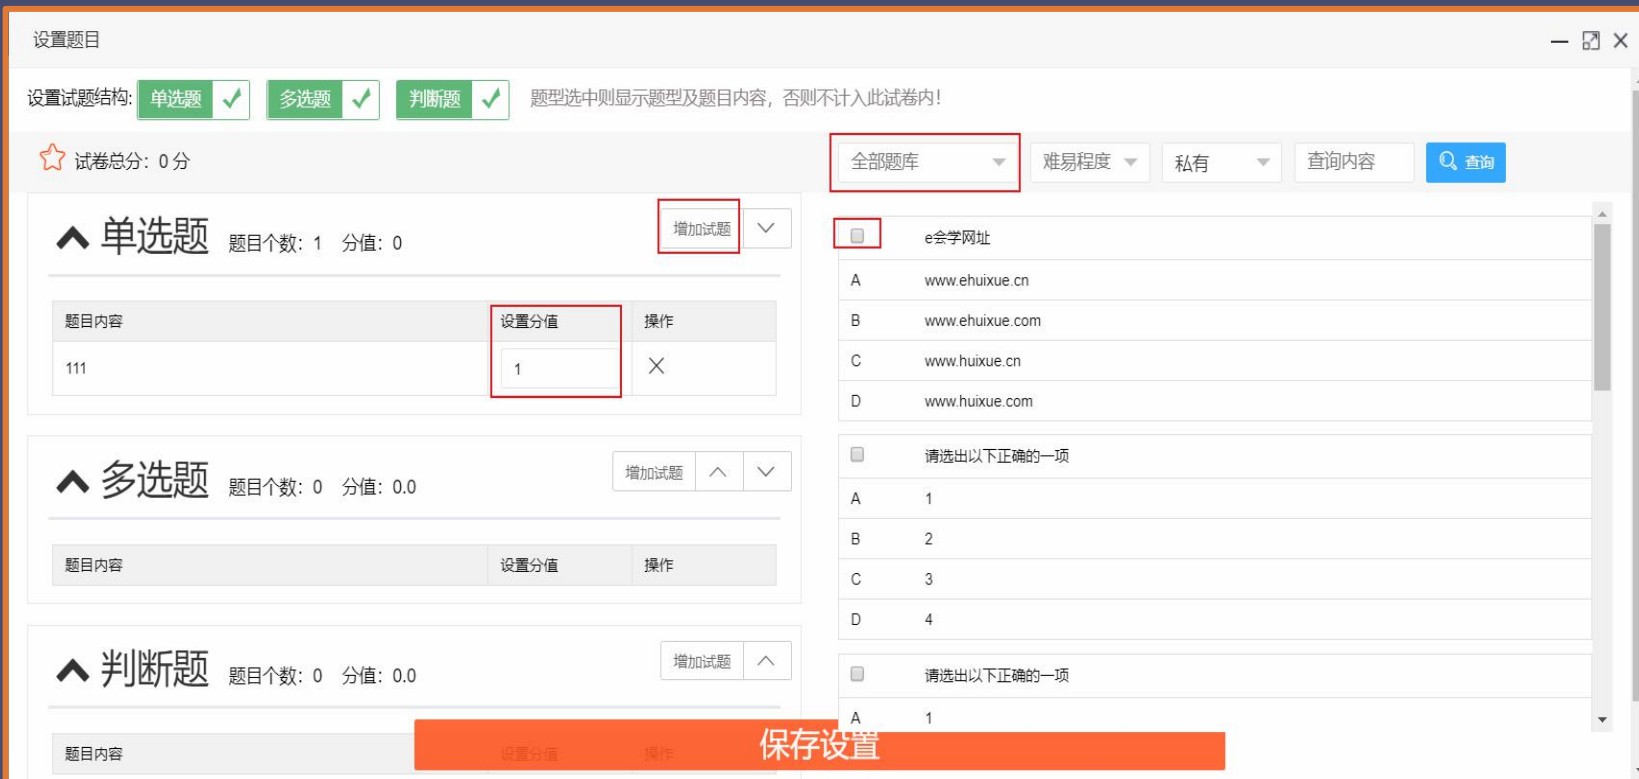 设置题目
设置试题结构: 单选题 多选题 判断题 题型选中则显示题型及题目内容，否则不计入此试卷内！
试卷总分：0 分
全部题库 难易程度 私有 查询内容 查询
单选题 题目个数：1 分值：0 增加试题
题目内容 设置分值 操作
111 1
多选题 题目个数：0 分值：0.0 增加试题
题目内容 设置分值 操作
判断题 题目个数：0 分值：0.0 增加试题
题目内容 设置分值 操作
e会学网址
A www.ehuixue.cn
B www.ehuixue.com
C www.huixue.cn
D www.huixue.com
请选出以下正确的一项
A 1
B 2
C 3
D 4
请选出以下正确的一项
A 1
保存设置